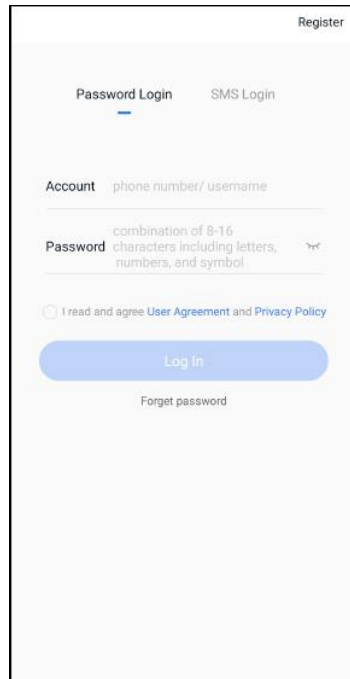 Register
Password Login SMS Login
Account phone number/ username
Password combination of 8-16
characters including letters,
numbers, and symbol
I read and agree User Agreement and Privacy Policy
Log In
Forget password